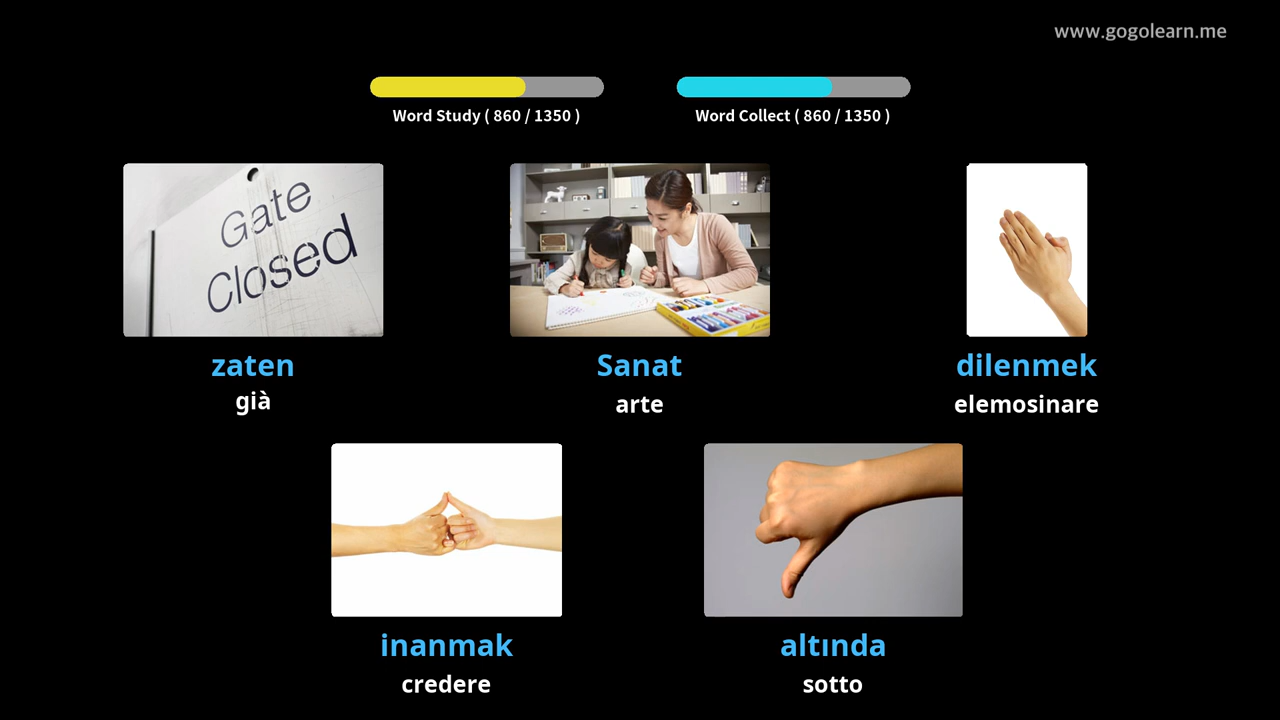 www.gogolearn.me
Word Study ( 860 / 1350 )
Word Collect ( 860 / 1350 )
Gate
Closed
zaten
già
Sanat
arte
dilenmek
elemosinare
inanmak
credere
altında
sotto